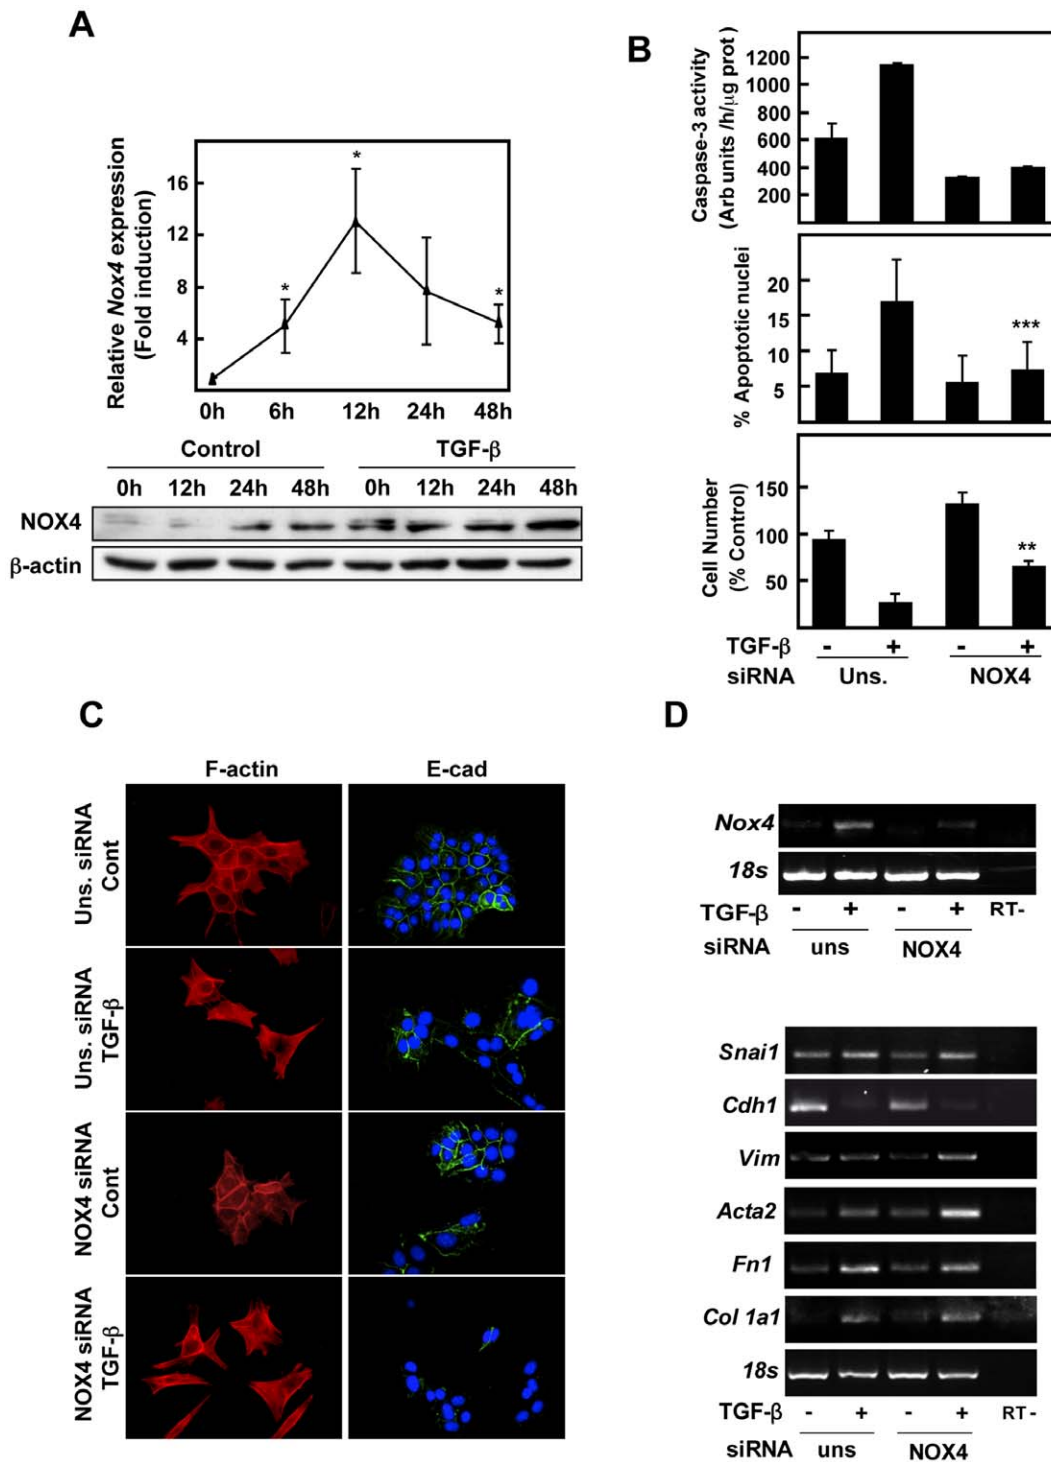 A
Relative Nox4 expression
(Fold induction)
16
12
8
4
*
*
*
0h 6h 12h 24h 48h
Control TGF-β
0h 12h 24h 48h 0h 12h 24h 48h
NOX4
β-actin
B
Caspase-3 activity
(Arb units /h/μg prot)
1200
1000
800
600
400
200
% Apoptotic nuclei
20
15
10
5
***
Cell Number
(% Control)
150
100
50
**
TGF-β - + - +
siRNA Uns. NOX4
C
F-actin E-cad
Uns. siRNA
Cont
Uns. siRNA
TGF-β
NOX4 siRNA
Cont
NOX4 siRNA
TGF-β
D
Nox4
18s
TGF-β - + - + RT-
siRNA uns NOX4
Snai1
Cdh1
Vim
Acta2
Fn1
Col 1a1
18s
TGF-β - + - + RT -
siRNA uns NOX4